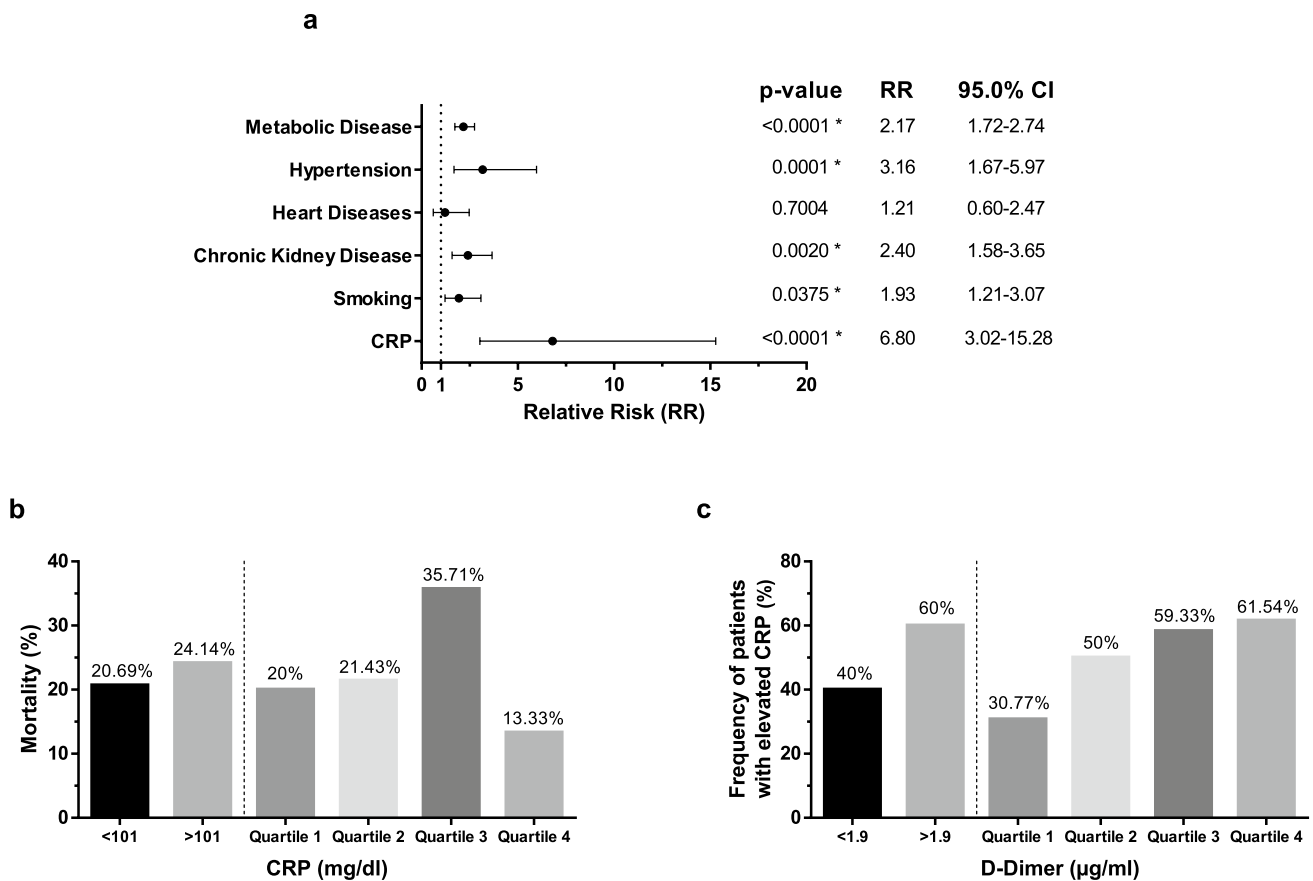 a
p-value RR 95.0% CI
Metabolic Disease <0.0001 * 2.17 1.72-2.74
Hypertension 0.0001 * 3.16 1.67-5.97
Heart Diseases 0.7004 1.21 0.60-2.47
Chronic Kidney Disease 0.0020 * 2.40 1.58-3.65
Smoking 0.0375 * 1.93 1.21-3.07
CRP <0.0001 * 6.80 3.02-15.28
0 1 5 10 15 20
Relative Risk (RR)
b
Mortality (%)
40
30
20
10
0
20.69%
24.14%
20%
21.43%
35.71%
13.33%
<101 >101 Quartile 1 Quartile 2 Quartile 3 Quartile 4
CRP (mg/dl)
c
Frequency of patients
with elevated CRP (%)
80
60
40
20
0
40%
60%
30.77%
50%
59.33%
61.54%
<1.9 >1.9 Quartile 1 Quartile 2 Quartile 3 Quartile 4
D-Dimer (µg/ml)